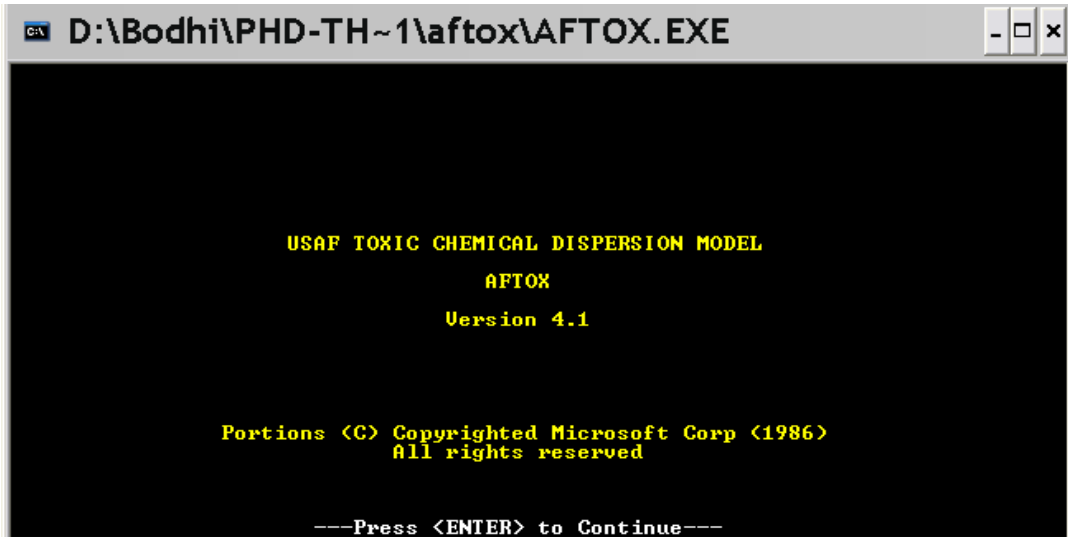 D:\Bodhi\PHD-TH~1\aftox\AFTOX.EXE
USAF TOXIC CHEMICAL DISPERSION MODEL
AFTOX
Version 4.1
Portions (C) Copyrighted Microsoft Corp (1986)
All rights reserved
---Press <ENTER> to Continue---